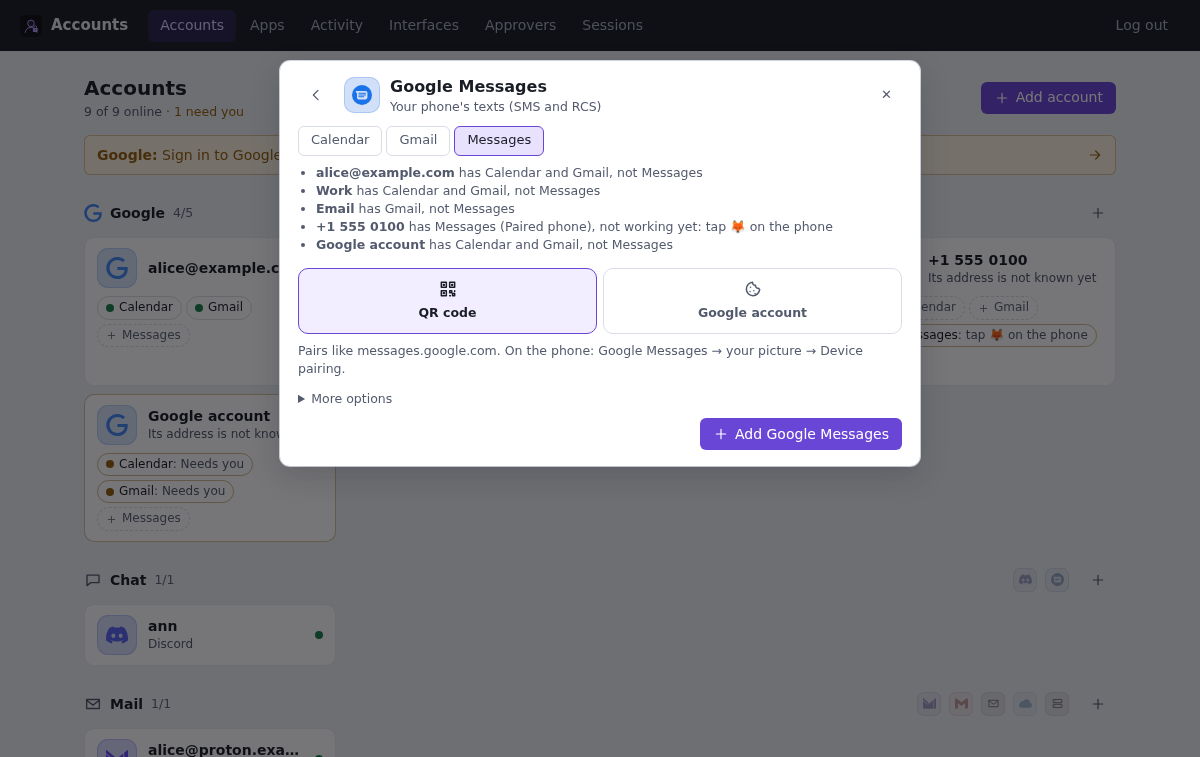 Accounts
Accounts
Apps
Activity
Interfaces
Approvers
Sessions
Log out
Accounts
9 of 9 online · 1 need you
+ Add account
Google: Sign in to Google
Google 4/5
alice@example.c
Calendar
Gmail
+ Messages
+1 555 0100
Its address is not known yet
endar
+ Gmail
sages: tap 🦊 on the phone
Google account
Its address is not know
Calendar: Needs you
Gmail: Needs you
+ Messages
Chat 1/1
ann
Discord
Mail 1/1
alice@proton.exa...
Google Messages
Your phone's texts (SMS and RCS)
Calendar
Gmail
Messages
• alice@example.com has Calendar and Gmail, not Messages
• Work has Calendar and Gmail, not Messages
• Email has Gmail, not Messages
• +1 555 0100 has Messages (Paired phone), not working yet: tap 🦊 on the phone
• Google account has Calendar and Gmail, not Messages
QR code
Google account
Pairs like messages.google.com. On the phone: Google Messages → your picture → Device
pairing.
More options
+ Add Google Messages